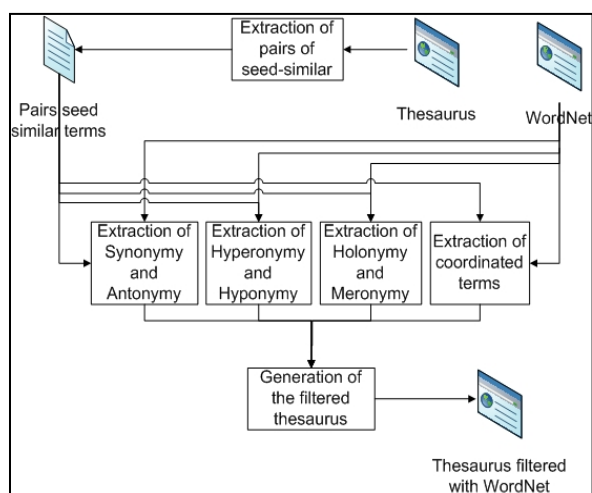 Extraction of
pairs of
seed-similar
Pairs seed
similar terms
Thesaurus
WordNet
Extraction of
Synonymy
and
Antonymy
Extraction of
Hyperonymy
and
Hyponymy
Extraction of
Holonymy
and
Meronymy
Extraction of
coordinated
terms
Generation of
the filtered
thesaurus
Thesaurus filtered
with WordNet